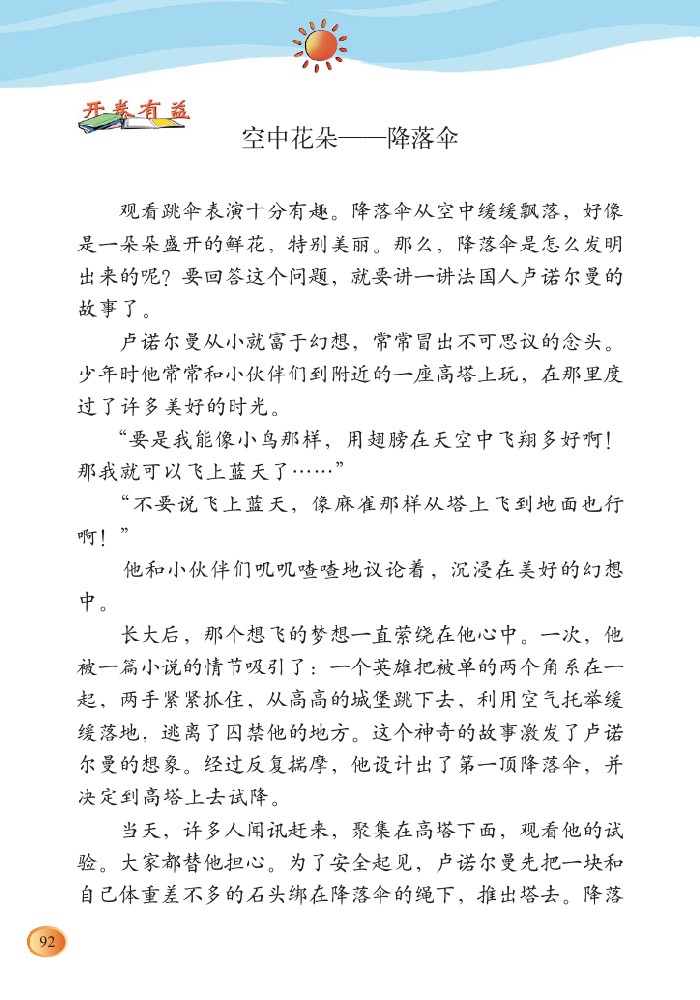 开卷有益
空中花朵——降落伞
观看跳伞表演十分有趣。降落伞从空中缓缓飘落，好像
是一朵朵盛开的鲜花，特别美丽。那么，降落伞是怎么发明
出来的呢？要回答这个问题，就要讲一讲法国人卢诺尔曼的
故事了。
卢诺尔曼从小就富于幻想，常常冒出不可思议的念头。
少年时他常常和小伙伴们到附近的一座高塔上玩，在那里度
过了许多美好的时光。
“要是我能像小鸟那样，用翅膀在天空中飞翔多好啊！
那我就可以飞上蓝天了……”
“不要说飞上蓝天，像麻雀那样从塔上飞到地面也行
啊！”
他和小伙伴们叽叽喳喳地议论着，沉浸在美好的幻想
中。
长大后，那个想飞的梦想一直萦绕在他心中。一次，他
被一篇小说的情节吸引了：一个英雄把被单的两个角系在一
起，两手紧紧抓住，从高高的城堡跳下去，利用空气托举缓
缓落地，逃离了囚禁他的地方。这个神奇的故事激发了卢诺
尔曼的想象。经过反复揣摩，他设计出了第一顶降落伞，并
决定到高塔上去试降。
当天，许多人闻讯赶来，聚集在高塔下面，观看他的试
验。大家都替他担心。为了安全起见，卢诺尔曼先把一块和
自己体重差不多的石头绑在降落伞的绳下，推出塔去。降落
92